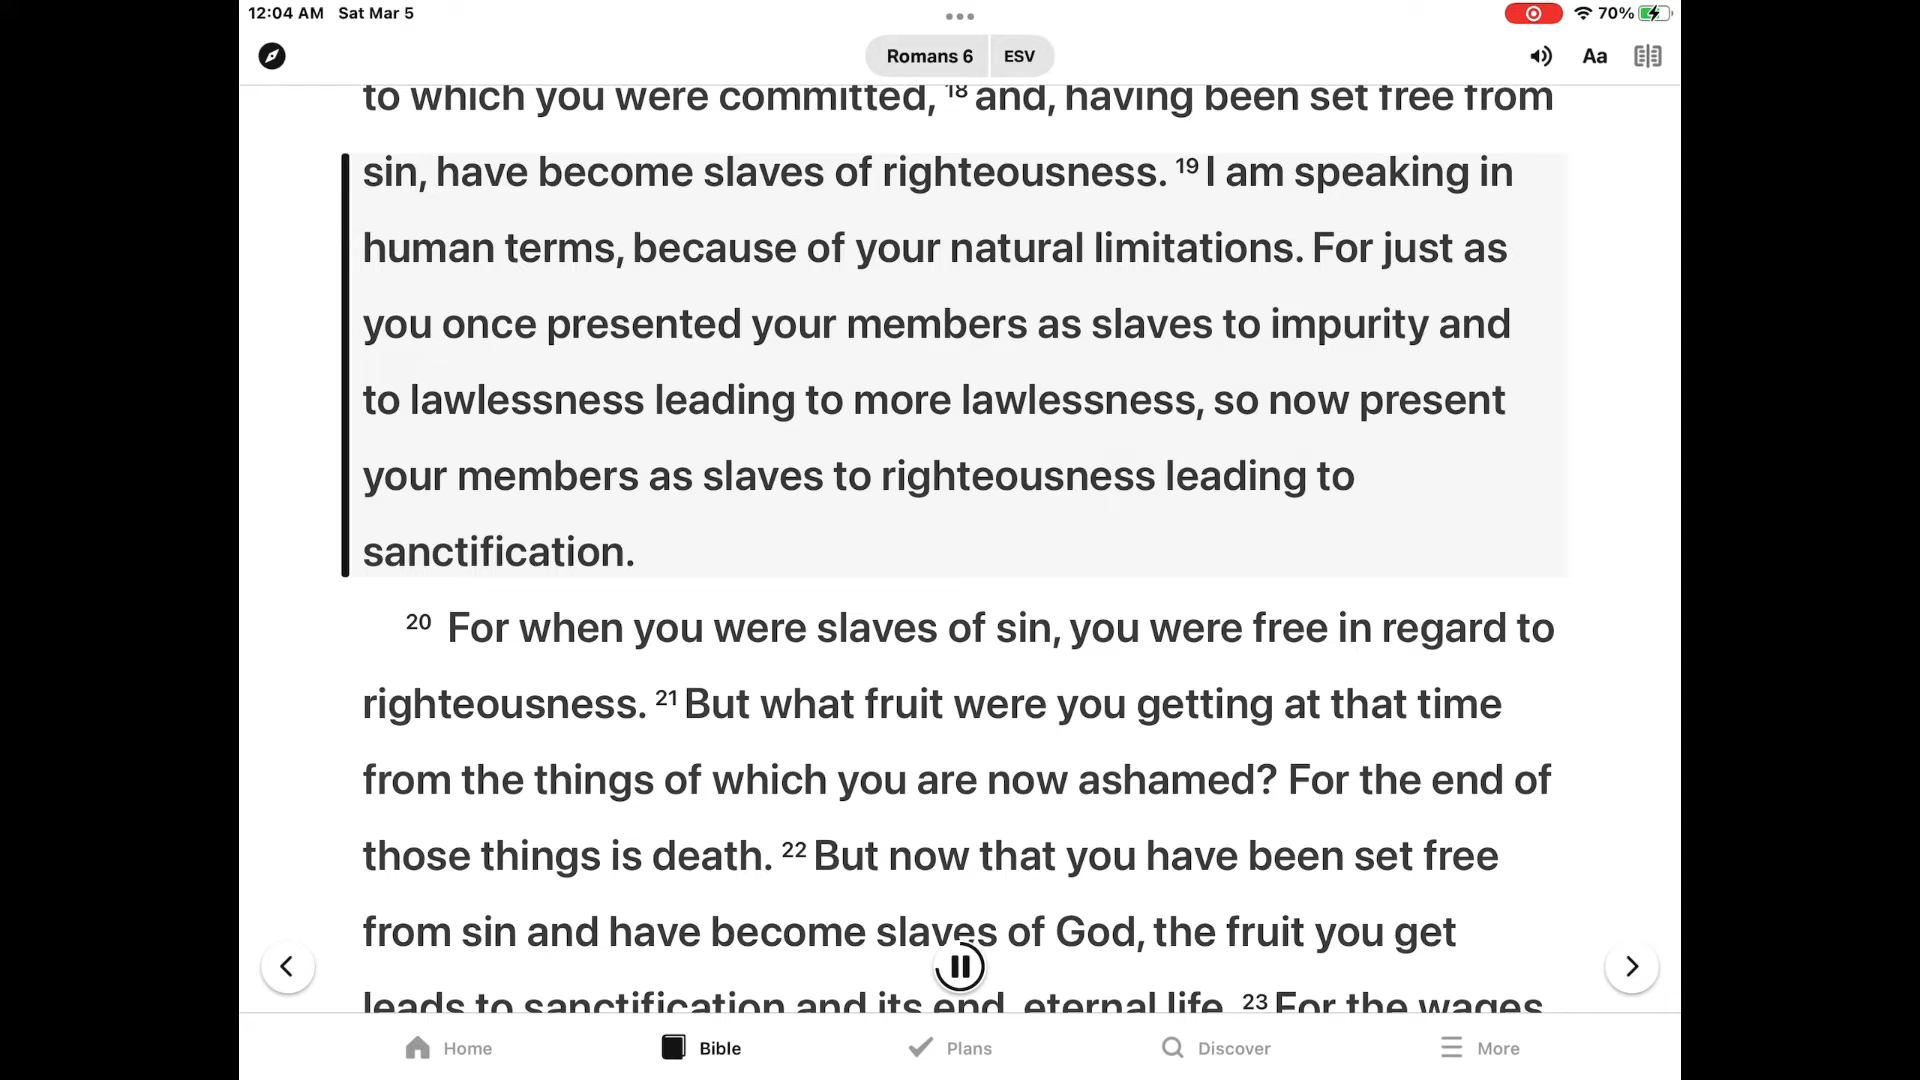 12:04 AM Sat Mar 5
70%
Romans 6 ESV
Aa
to which you were committed, 18 and, having been set free from
sin, have become slaves of righteousness. 19 I am speaking in
human terms, because of your natural limitations. For just as
you once presented your members as slaves to impurity and
to lawlessness leading to more lawlessness, so now present
your members as slaves to righteousness leading to
sanctification.
20 For when you were slaves of sin, you were free in regard to
righteousness. 21 But what fruit were you getting at that time
from the things of which you are now ashamed? For the end of
those things is death. 22 But now that you have been set free
from sin and have become slaves of God, the fruit you get
leads to sanctification and its end, eternal life. 23 For the wages
Home Bible Plans Discover More